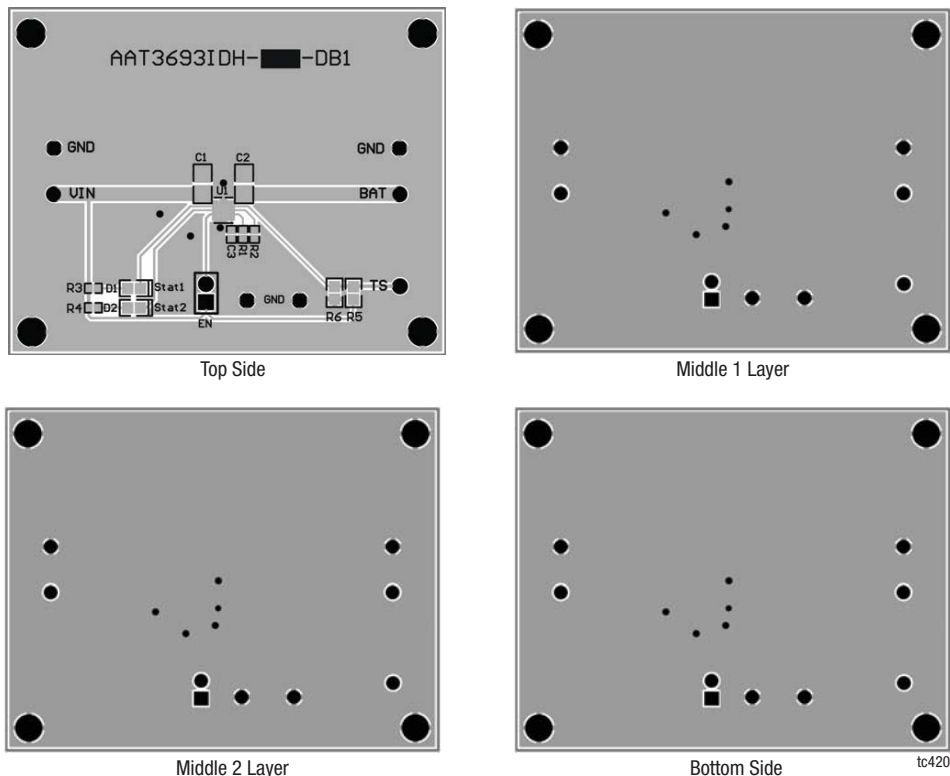 AAT3693IDH-    -DB1
GND
GND
C1
C2
VIN
U1
BAT
C3
R1
R2
R3
D1
Stat1
TS
R4
D2
Stat2
GND
EN
R6
R5
Top Side
Middle 1 Layer
Middle 2 Layer
Bottom Side
tc420